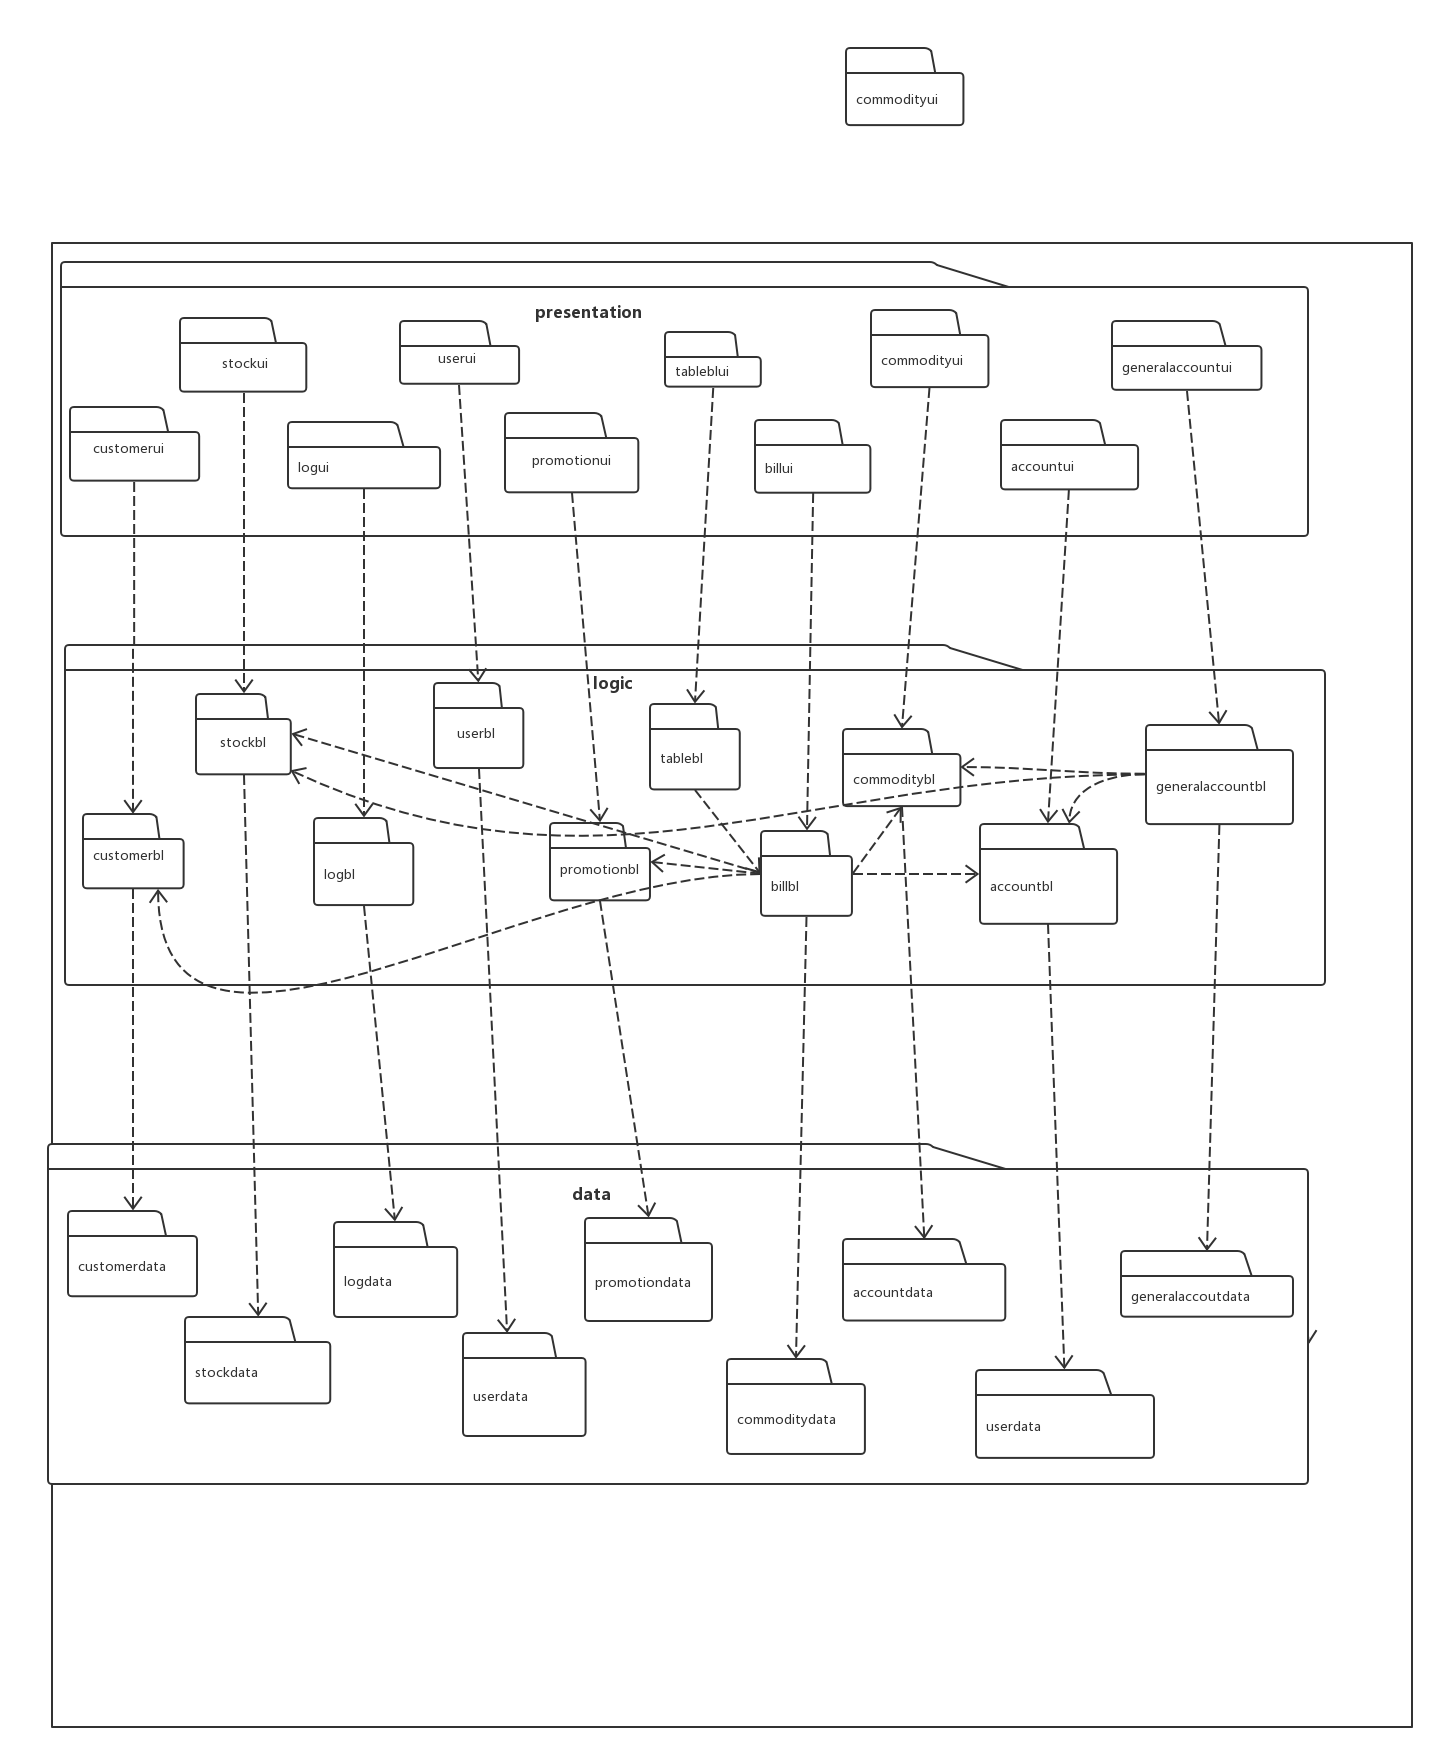 commodityui
presentation
stockui
userui
tableblui
commodityui
generalaccountui
customerui
logui
promotionui
billui
accountui
logic
stockbl
userbl
tablebl
commoditybl
generalaccountbl
customerbl
logbl
promotionbl
billbl
accountbl
data
customerdata
logdata
promotiondata
accountdata
generalaccoutdata
stockdata
userdata
commoditydata
userdata